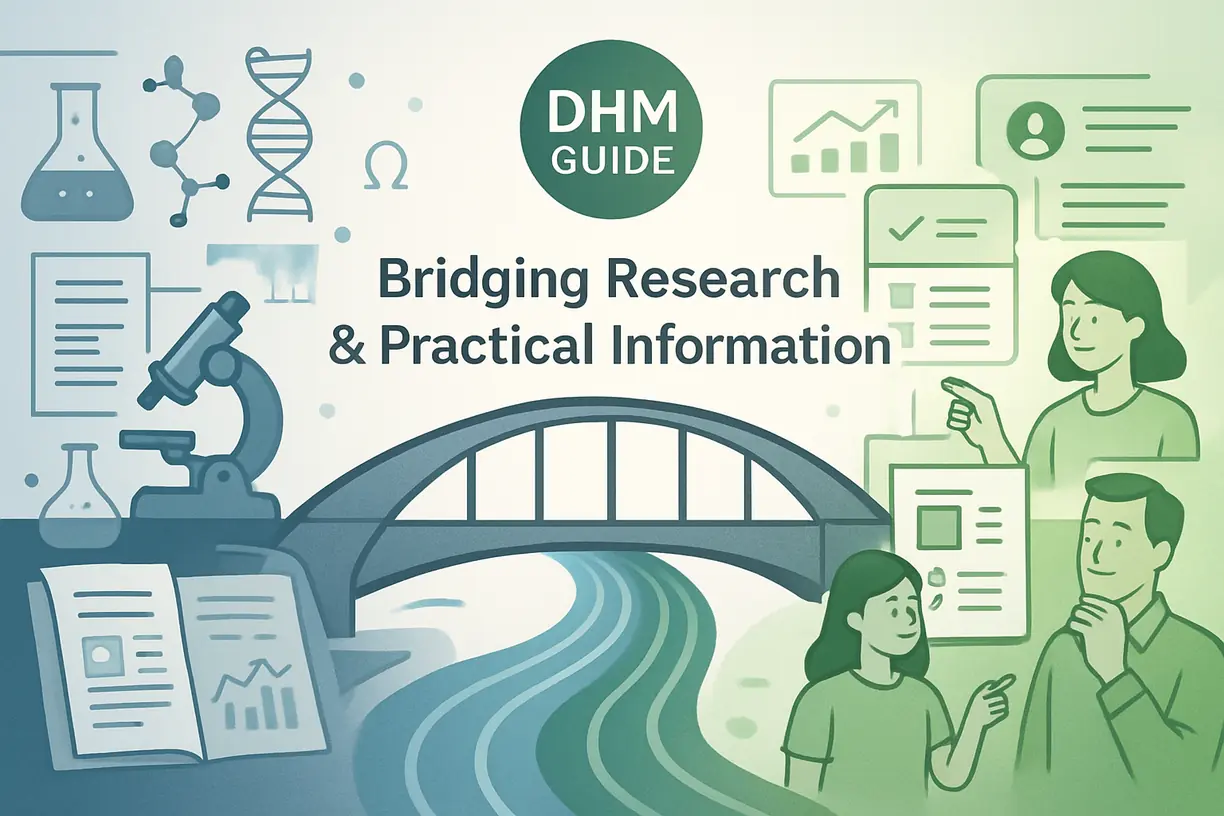 DHM
GUIDE
Ω
Bridging Research
& Practical Information